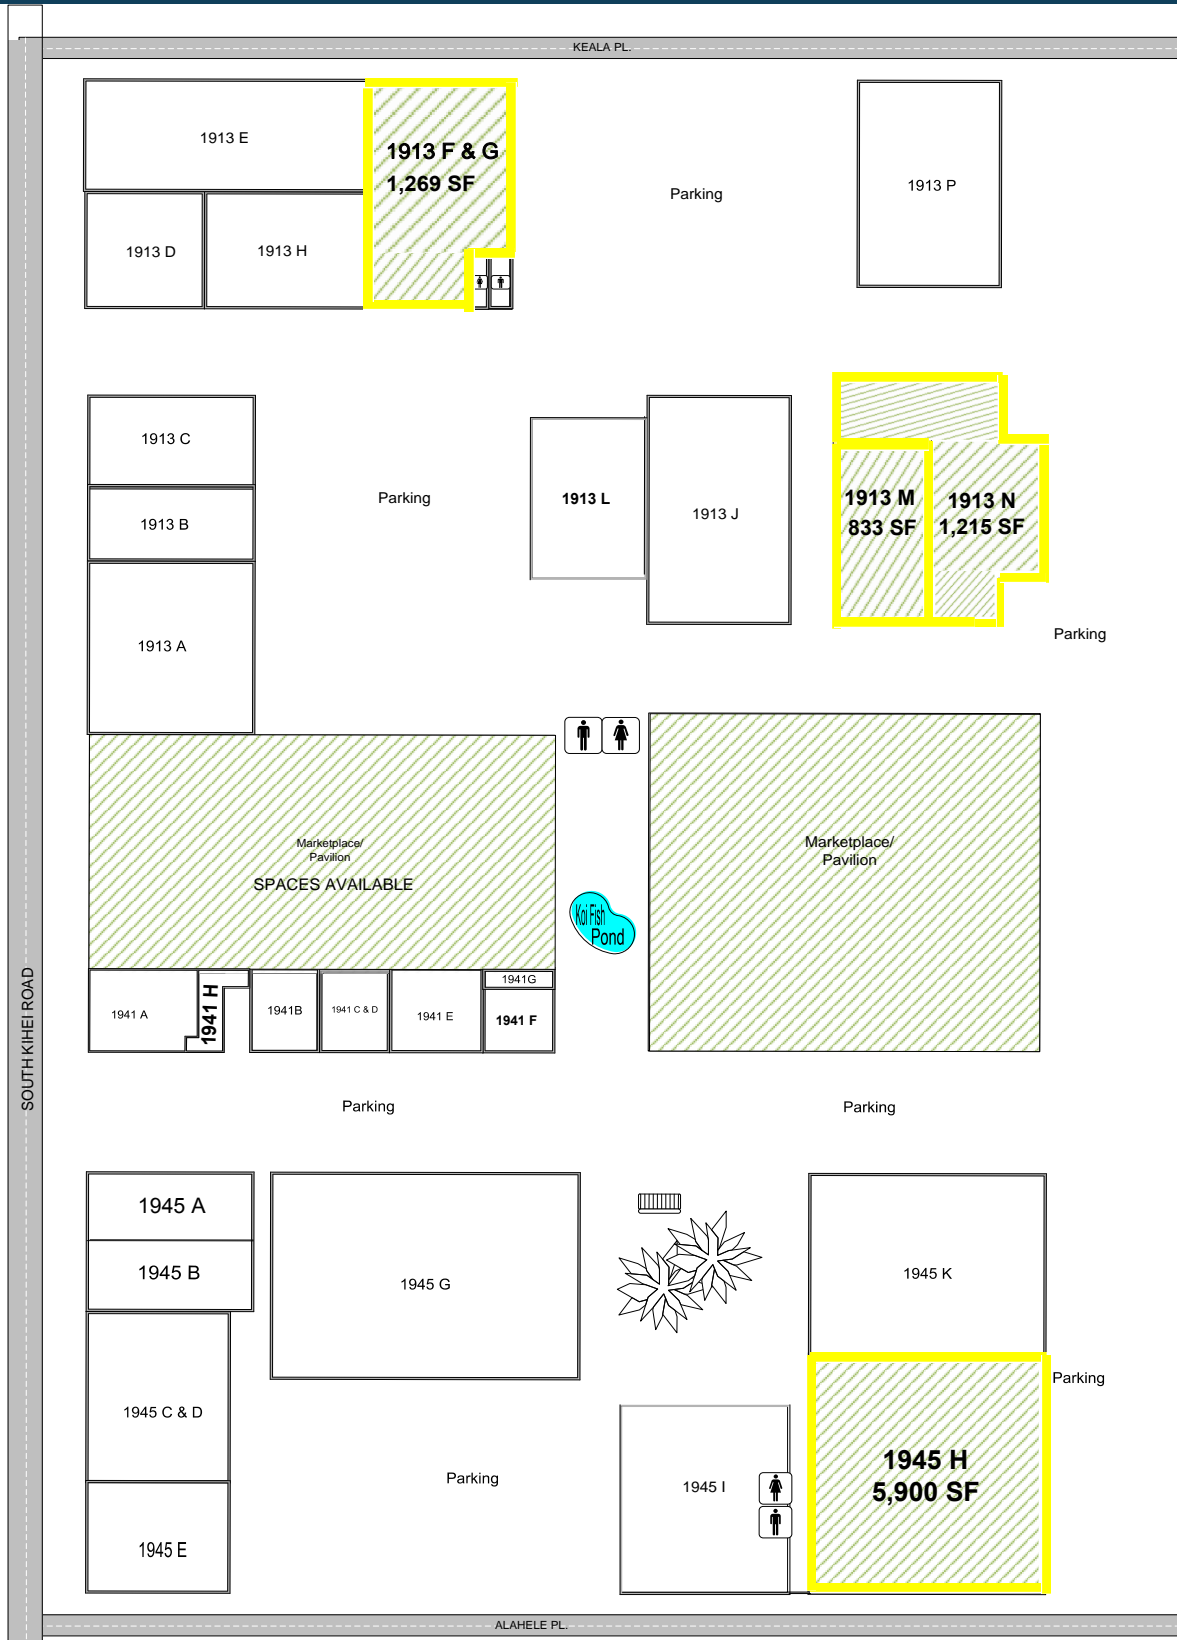 KEALA PL.
1913 E
1913 F & G
1,269 SF
1913 P
Parking
1913 D
1913 H
1913 C
1913 B
1913 A
Parking
1913 L
1913 J
1913 M
833 SF
1913 N
1,215 SF
Parking
Marketplace/
Pavilion
SPACES AVAILABLE
Marketplace/
Pavilion
Koi Fish
Pond
SOUTH KIHEI ROAD
1941 A
1941 H
1941B
1941 C & D
1941 E
1941G
1941 F
Parking
Parking
1945 A
1945 B
1945 G
1945 K
1945 C & D
Parking
1945 E
Parking
1945 I
1945 H
5,900 SF
ALAHELE PL.